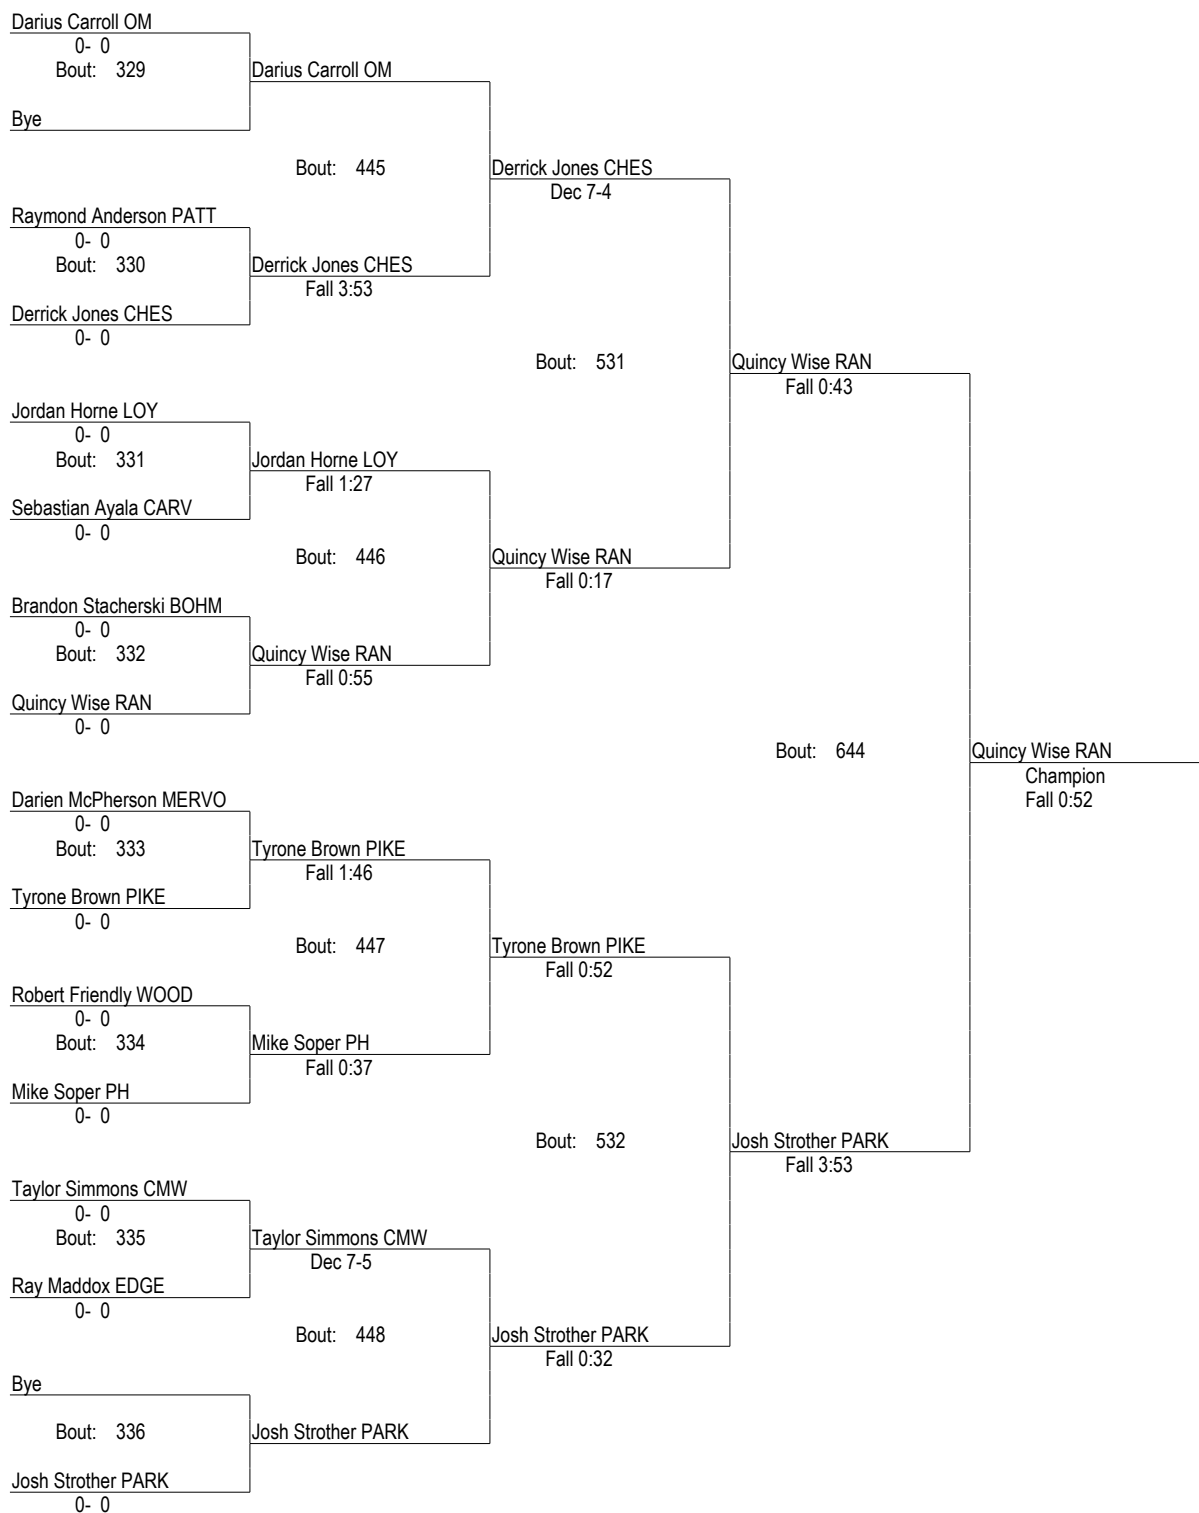 Darius Carroll OM
0- 0
Bout: 329
Darius Carroll OM
Bye
Bout: 445
Derrick Jones CHES
Dec 7-4
Raymond Anderson PATT
0- 0
Bout: 330
Derrick Jones CHES
Fall 3:53
Derrick Jones CHES
0- 0
Bout: 531
Quincy Wise RAN
Fall 0:43
Jordan Horne LOY
0- 0
Bout: 331
Jordan Horne LOY
Fall 1:27
Sebastian Ayala CARV
0- 0
Bout: 446
Quincy Wise RAN
Fall 0:17
Brandon Stacherski BOHM
0- 0
Bout: 332
Quincy Wise RAN
Fall 0:55
Quincy Wise RAN
0- 0
Bout: 644
Quincy Wise RAN
Champion
Fall 0:52
Darien McPherson MERVO
0- 0
Bout: 333
Tyrone Brown PIKE
Fall 1:46
Tyrone Brown PIKE
0- 0
Bout: 447
Tyrone Brown PIKE
Fall 0:52
Robert Friendly WOOD
0- 0
Bout: 334
Mike Soper PH
Fall 0:37
Mike Soper PH
0- 0
Bout: 532
Josh Strother PARK
Fall 3:53
Taylor Simmons CMW
0- 0
Bout: 335
Taylor Simmons CMW
Dec 7-5
Ray Maddox EDGE
0- 0
Bout: 448
Josh Strother PARK
Fall 0:32
Bye
Bout: 336
Josh Strother PARK
Josh Strother PARK
0- 0